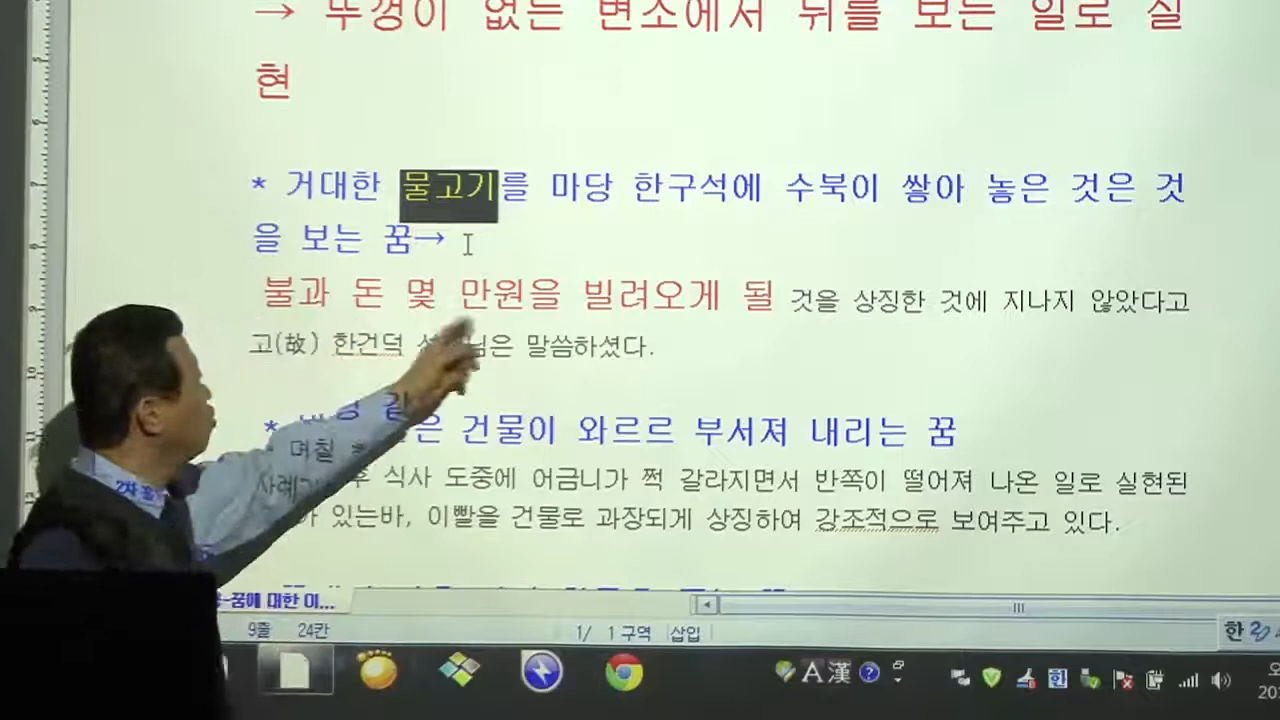 → 뚜껑이 없는 변소에서 뒤를 보는 일로 실
현
* 거대한 물고기를 마당 한구석에 수북이 쌓아 놓은 것은 것
을 보는 꿈→
불과 돈 몇 만원을 빌려오게 될 것을 상징한 것에 지나지 않았다고
고(故) 한건덕 님은 말씀하셨다.
* 은 건물이 와르르 부서져 내리는 꿈
며칠
후 식사 도중에 어금니가 쩍 갈라지면서 반쪽이 떨어져 나온 일로 실현된
있는바, 이빨을 건물로 과장되게 상징하여 강조적으로 보여주고 있다.
꿈에 대한 이...
9줄 24칸 1/ 1 구역 삽입
A 漢 한